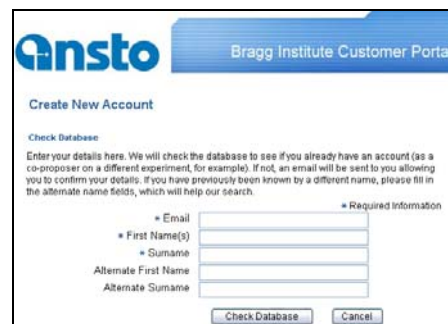 ansto
Bragg Institute Customer Porta
Create New Account
Check Database
Enter your details here. We will check the database to see if you already have an account (as a
co-proposer on a different experiment, for example). If not, an email will be sent to you allowing
you to confirm your details. If you have previously been known by a different name, please fill in
the alternate name fields, which will help our search.
* Required Information
* Email
* First Name(s)
* Surname
Alternate First Name
Alternate Surname
Check Database Cancel